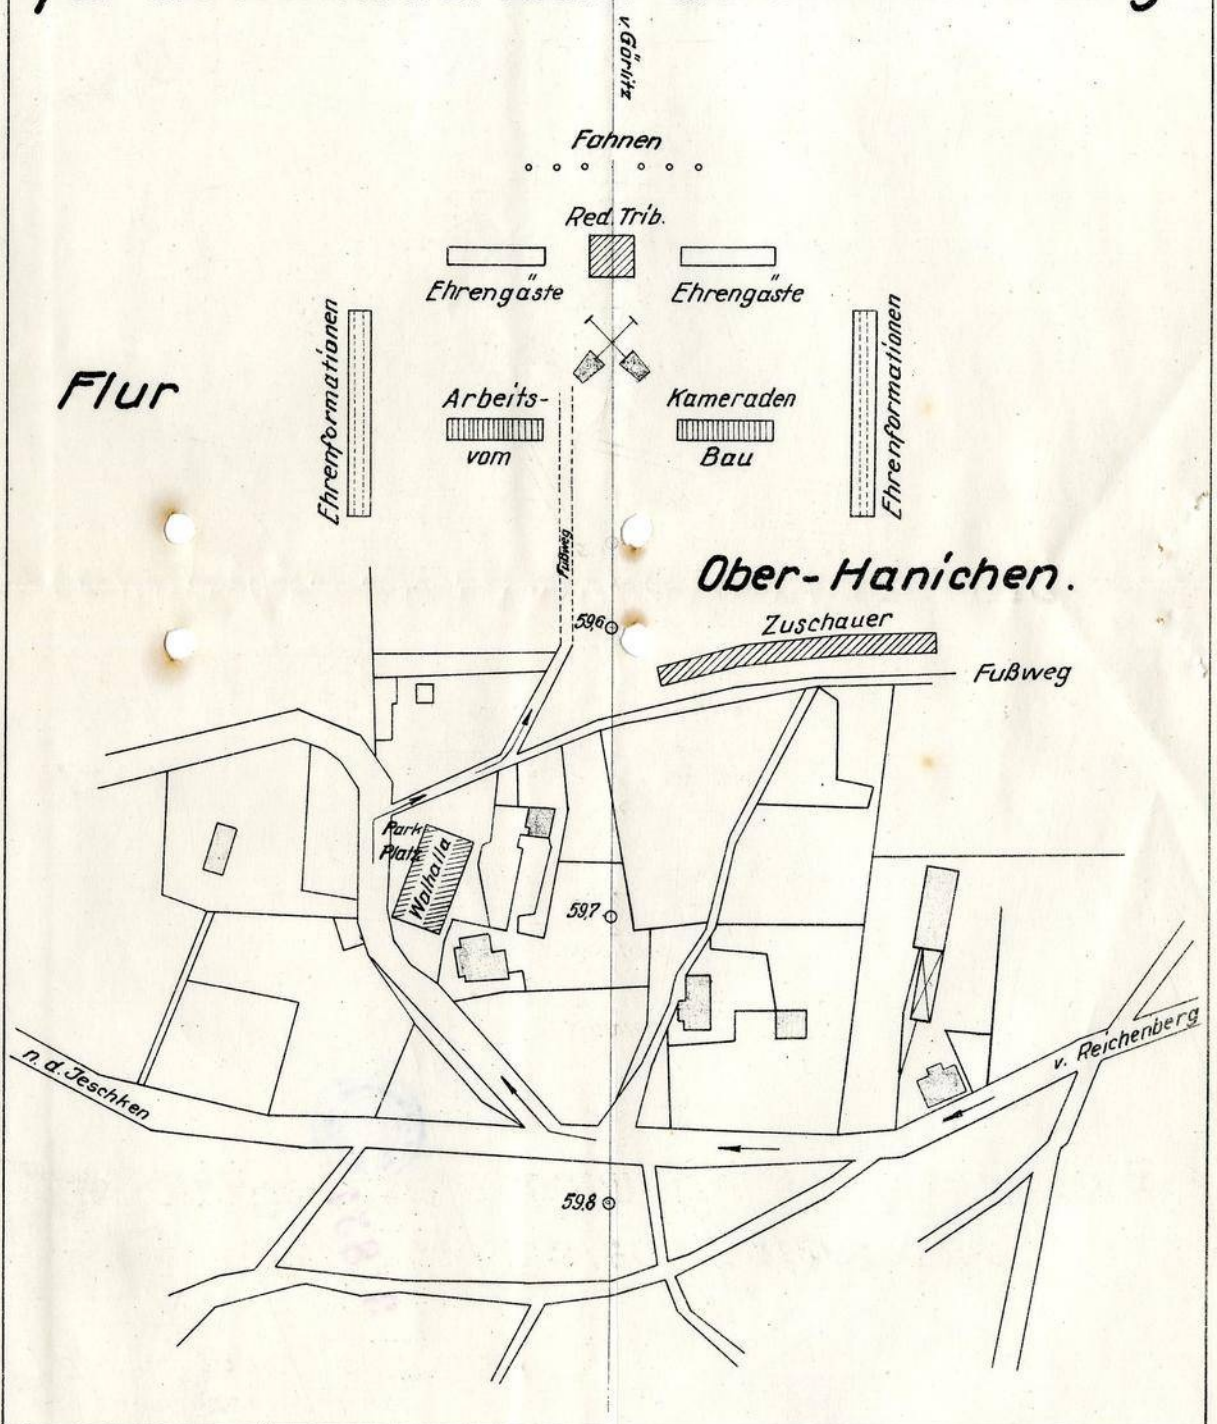 v. Görlitz
Fahnen
Red. Trib.
Ehrengäste
Ehrengäste
Ehrenformationen
Ehrenformationen
Flur
Arbeits-
Kameraden
vom
Bau
Fußweg
Ober-Hanichen.
59,6
Zuschauer
Fußweg
Park
Platz
Walhalla
59,7
v. Reichenberg
n. d. Jeschken
59.8